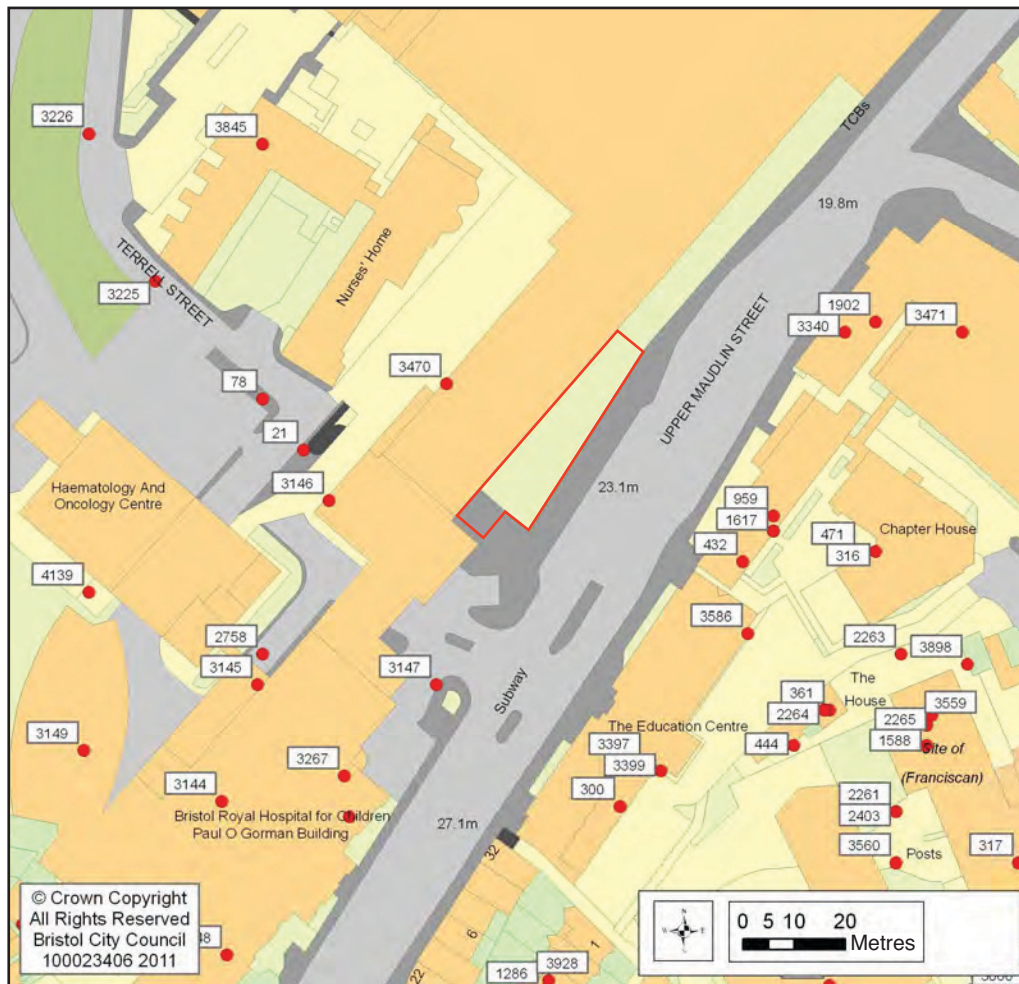 TCBs
3226
3845
19.8m
TERRELL STREET
Nurses' Home
3225
UPPER MAUDLIN STREET
1902
3340
3471
3470
78
21
Haematology And
Oncology Centre
3146
23.1m
959
1617
432
471
316
Chapter House
4139
3586
2758
3145
3147
2263
3898
Subway
The
House
361
2264
3559
2265
1588
444
The Education Centre
3397
3399
3149
3267
3144
300
Site of
(Franciscan)
Bristol Royal Hospital for Children
Paul O Gorman Building
27.1m
2261
2403
3560
Posts
317
32
6
1
22
3928
1286
© Crown Copyright
All Rights Reserved
Bristol City Council
100023406 2011
N
W E
S
0 5 10 20
Metres